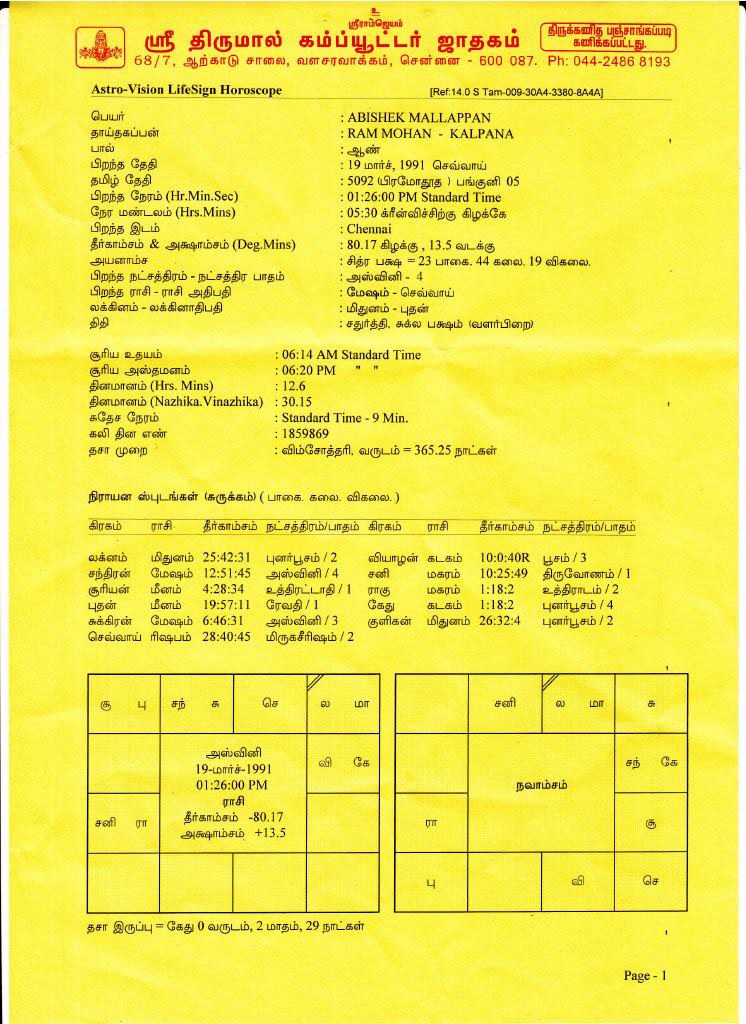 உ
ஸ்ரீராம்ஜெயம்
ஸ்ரீ திருமால் கம்ப்யூட்டர் ஜாதகம்
திருக்கணித பஞ்சாங்கப்படி
கணிக்கப்பட்டது.
68/7, ஆற்காடு சாலை, வளசரவாக்கம், சென்னை - 600 087. Ph: 044-2486 8193
Astro-Vision LifeSign Horoscope [Ref:14.0 S Tam-009-30A4-3380-8A4A]
பெயர் : ABISHEK MALLAPPAN
தாய்தகப்பன் : RAM MOHAN - KALPANA
பால் : ஆண்
பிறந்த தேதி : 19 மார்ச், 1991 செவ்வாய்
தமிழ் தேதி : 5092 (பிரமோதூத ) பங்குனி 05
பிறந்த நேரம் (Hr.Min.Sec) : 01:26:00 PM Standard Time
நேர மண்டலம் (Hrs.Mins) : 05:30 க்ரீன்விச்சிற்கு கிழக்கே
பிறந்த இடம் : Chennai
தீர்காம்சம் & அக்ஷாம்சம் (Deg.Mins) : 80.17 கிழக்கு , 13.5 வடக்கு
அயனாம்ச : சித்ர பக்ஷ = 23 பாகை. 44 கலை. 19 விகலை.
பிறந்த நட்சத்திரம் - நட்சத்திர பாதம் : அஸ்வினி - 4
பிறந்த ராசி - ராசி அதிபதி : மேஷம் - செவ்வாய்
லக்கினம் - லக்கினாதிபதி : மிதுனம் - புதன்
திதி : சதுர்த்தி, சுக்ல பக்ஷம் (வளர்பிறை)
சூரிய உதயம் : 06:14 AM Standard Time
சூரிய அஸ்தமனம் : 06:20 PM " "
தினமானம் (Hrs. Mins) : 12.6
தினமானம் (Nazhika.Vinazhika) : 30.15
சுதேச நேரம் : Standard Time - 9 Min.
கலி தின எண் : 1859869
தசா முறை : விம்சோத்தரி, வருடம் = 365.25 நாட்கள்
நிராயன ஸ்புடங்கள் (சுருக்கம்) ( பாகை. கலை. விகலை. )
கிரகம் ராசி தீர்காம்சம் நட்சத்திரம்/பாதம் கிரகம் ராசி தீர்காம்சம் நட்சத்திரம்/பாதம்
லக்னம் மிதுனம் 25:42:31 புனர்பூசம் / 2 வியாழன் கடகம் 10:0:40R பூசம் / 3
சந்திரன் மேஷம் 12:51:45 அஸ்வினி / 4 சனி மகரம் 10:25:49 திருவோணம் / 1
சூரியன் மீனம் 4:28:34 உத்திரட்டாதி / 1 ராகு மகரம் 1:18:2 உத்திராடம் / 2
புதன் மீனம் 19:57:11 ரேவதி / 1 கேது கடகம் 1:18:2 புனர்பூசம் / 4
சுக்கிரன் மேஷம் 6:46:31 அஸ்வினி / 3 குளிகன் மிதுனம் 26:32:4 புனர்பூசம் / 2
செவ்வாய் ரிஷபம் 28:40:45 மிருகசீரிஷம் / 2
சூ பு சந் சு செ ல மா
வி கே
அஸ்வினி
19-மார்ச்-1991
01:26:00 PM
ராசி
தீர்காம்சம் -80.17
அக்ஷாம்சம் +13.5
சனி ரா
சனி ல மா சு
சந் கே
நவாம்சம்
ரா சூ
பு வி செ
தசா இருப்பு = கேது 0 வருடம், 2 மாதம், 29 நாட்கள்
Page - 1